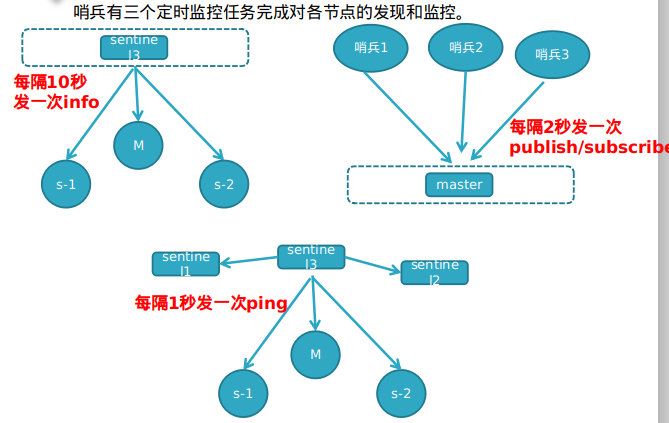 哨兵有三个定时监控任务完成对各节点的发现和监控。
sentine
l3
每隔10秒
发一次info
M
s-1
s-2
哨兵1
哨兵2
哨兵3
每隔2秒发一次
publish/subscribe
master
sentine
l1
sentine
l3
sentine
l2
每隔1秒发一次ping
M
s-1
s-2